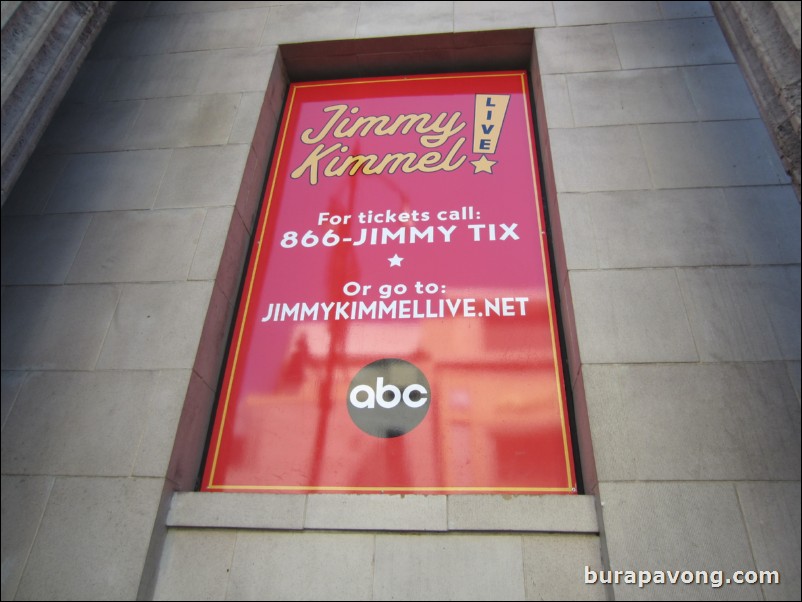 Jimmy
Kimmel
LIVE
For tickets call:
866-JIMMY TIX
Or go to:
JIMMYKIMMELLIVE.NET
abc
burapavong.com